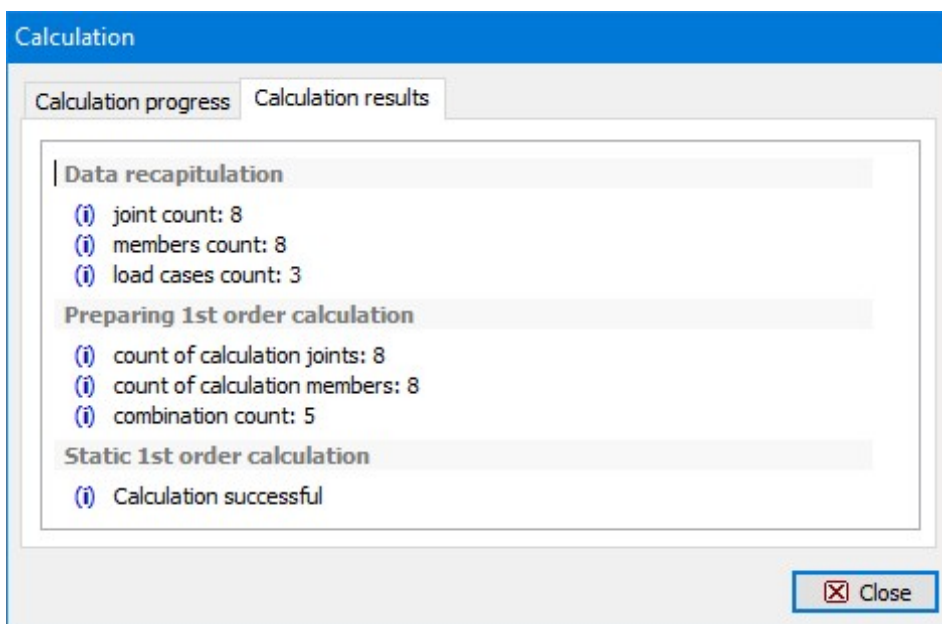 Calculation
Calculation progress
Calculation results
Data recapitulation
(i) joint count: 8
(i) members count: 8
(i) load cases count: 3
Preparing 1st order calculation
(i) count of calculation joints: 8
(i) count of calculation members: 8
(i) combination count: 5
Static 1st order calculation
(i) Calculation successful
Close